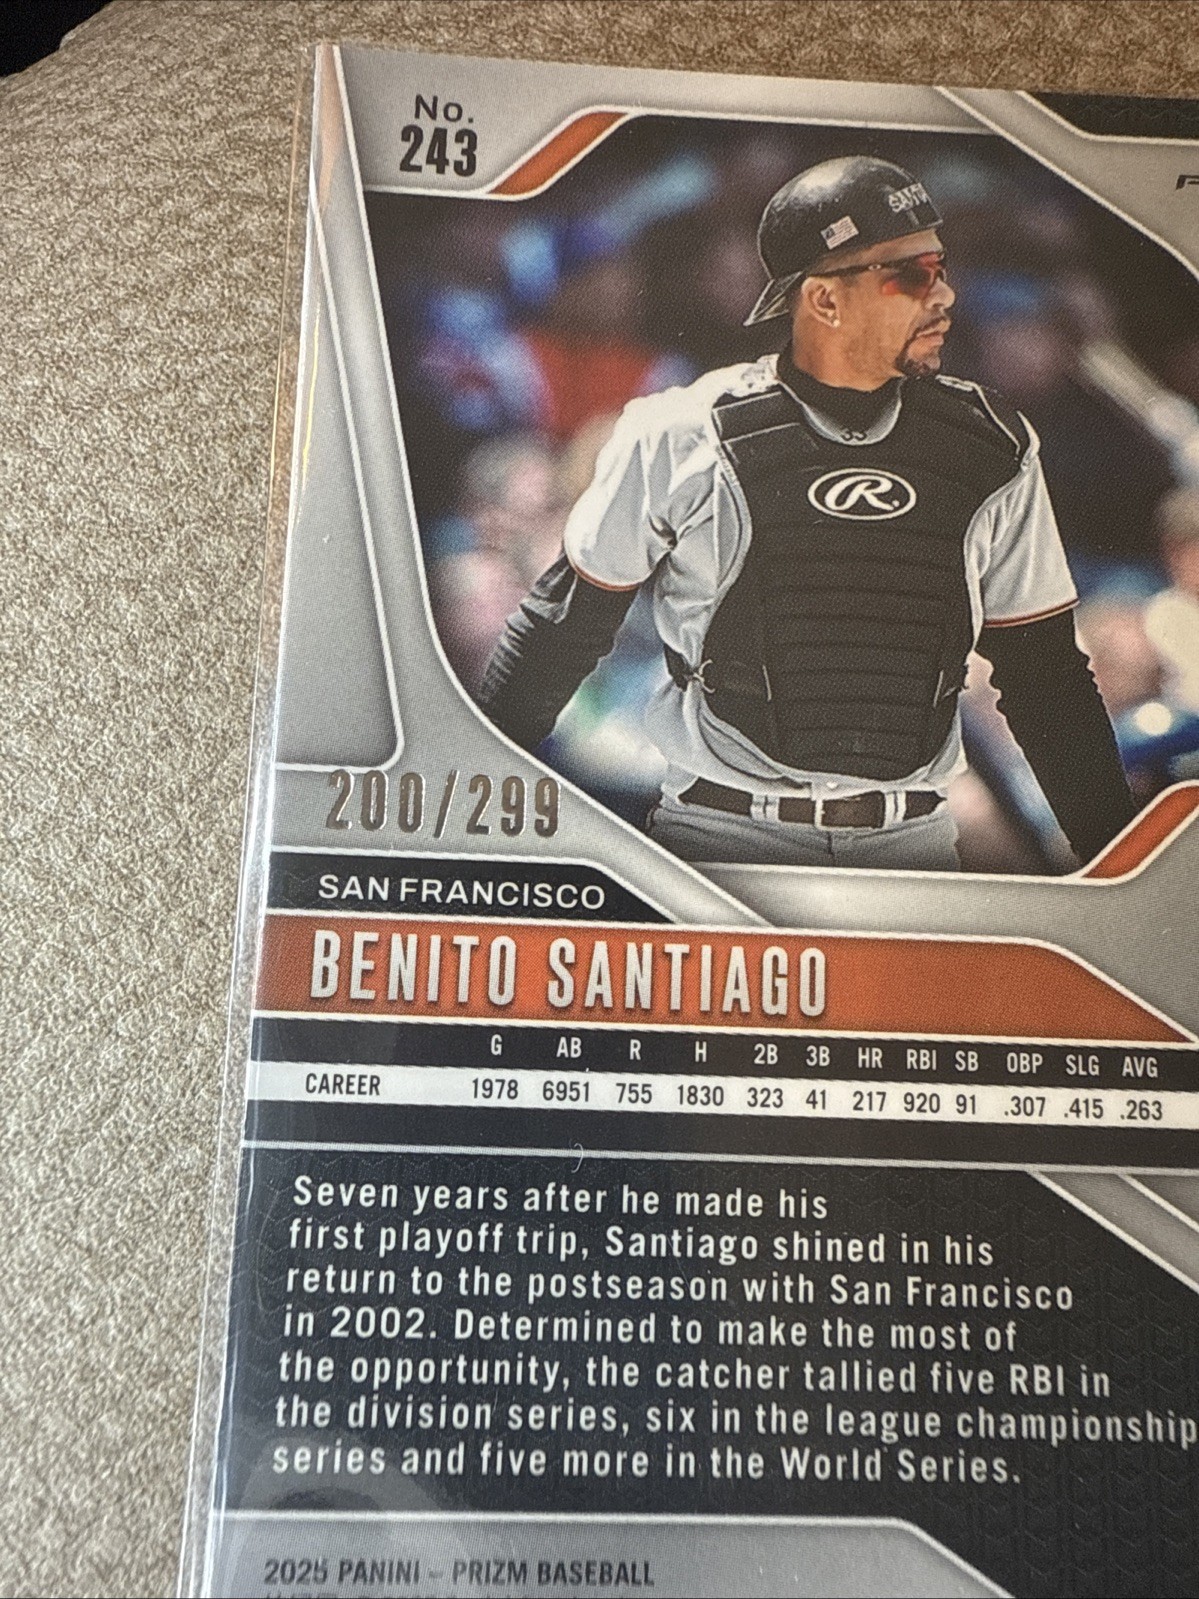 No.
243
33
R
200/299
SAN FRANCISCO
BENITO SANTIAGO
G AB R H 2B 3B HR RBI SB OBP SLG AVG
CAREER 1978 6951 755 1830 323 41 217 920 91 .307 .415 .263
Seven years after he made his
first playoff trip, Santiago shined in his
return to the postseason with San Francisco
in 2002. Determined to make the most of
the opportunity, the catcher tallied five RBI in
the division series, six in the league championship
series and five more in the World Series.
2025 PANINI – PRIZM BASEBALL